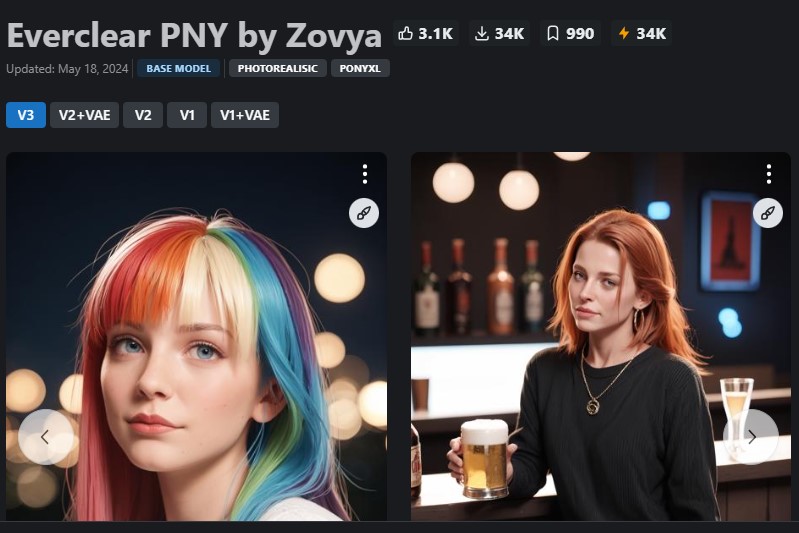 Everclear PNY by Zovya 3.1K 34K 990 34K
Updated: May 18, 2024 BASE MODEL PHOTOREALISIC PONYXL
V3 V2+VAE V2 V1 V1+VAE